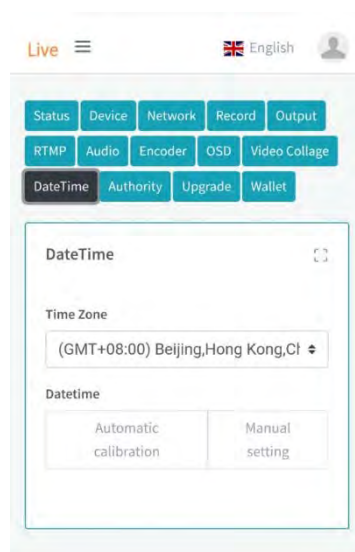 Live English
Status Device Network Record Output
RTMP Audio Encoder OSD Video Collage
DateTime Authority Upgrade Wallet
DateTime
Time Zone
(GMT+08:00) Beijing,Hong Kong,Cl
Datetime
Automatic Manual
calibration setting